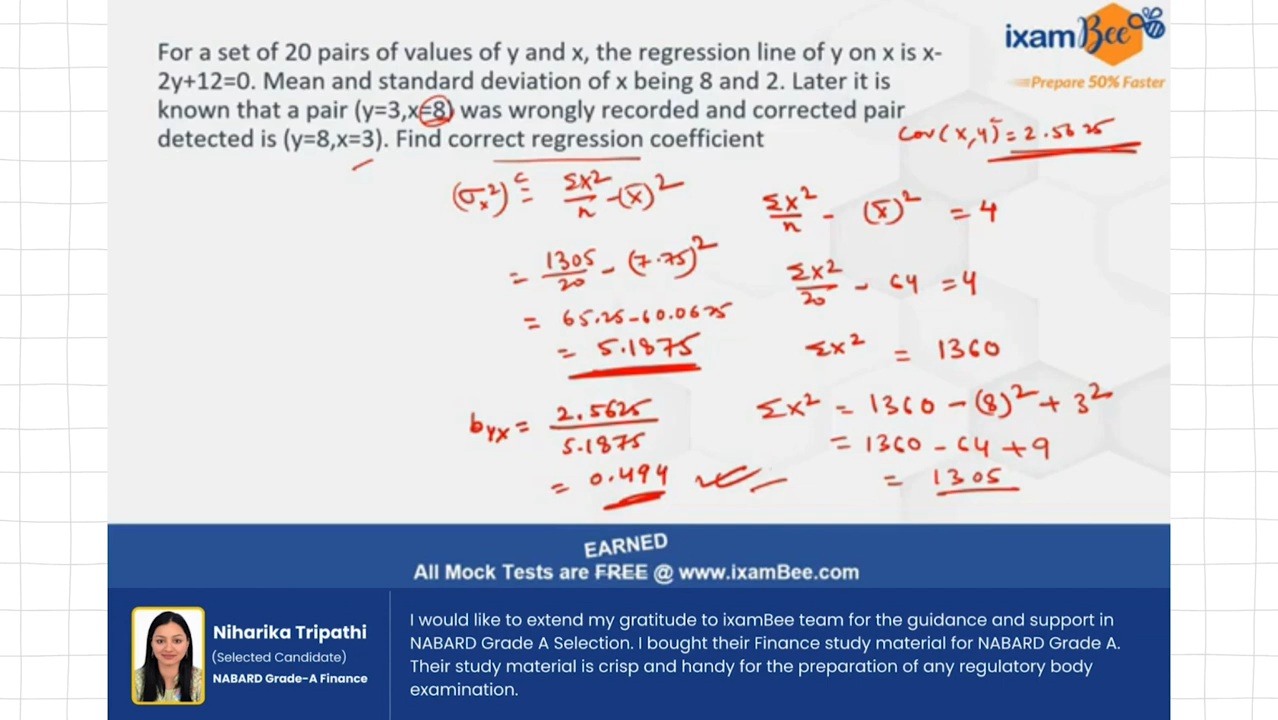 ixamBee
Prepare 50% Faster
For a set of 20 pairs of values of y and x, the regression line of y on x is x-
2y+12=0. Mean and standard deviation of x being 8 and 2. Later it is
known that a pair (y=3,x=8) was wrongly recorded and corrected pair
detected is (y=8,x=3). Find correct regression coefficient
Cov(x,y)ᶜ = 2.5625
(σx²)ᶜ = Σx²/n - (x̄)²
= 1305/20 - (7.75)²
= 65.25-60.0625
= 5.1875
byx = 2.5625/5.1875
= 0.494
Σx²/n - (x̄)² = 4
Σx²/20 - 64 = 4
Σx² = 1360
Σx² = 1360 - (8)² + 3²
= 1360 - 64 + 9
= 1305
EARNED
All Mock Tests are FREE @ www.ixamBee.com
Niharika Tripathi
(Selected Candidate)
NABARD Grade-A Finance
I would like to extend my gratitude to ixamBee team for the guidance and support in
NABARD Grade A Selection. I bought their Finance study material for NABARD Grade A.
Their study material is crisp and handy for the preparation of any regulatory body
examination.